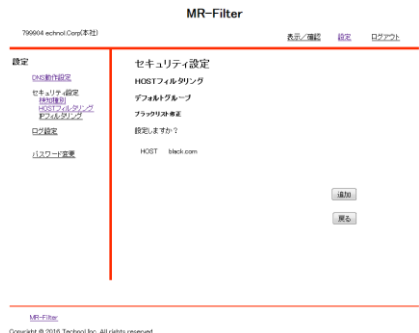 MR-Filter
799904 echnol.Corp(本社)
表示/確認 設定 ログアウト
設定
DNS動作設定
セキュリティ設定
検知種別
HOSTフィルタリング
IPフィルタリング
ログ設定
パスワード変更
セキュリティ設定
HOSTフィルタリング
デフォルトグループ
ブラックリスト修正
設定しますか?
HOST black.com
追加
戻る
MR-Filter
Copyright © 2016 Technol Inc. All rights reserved